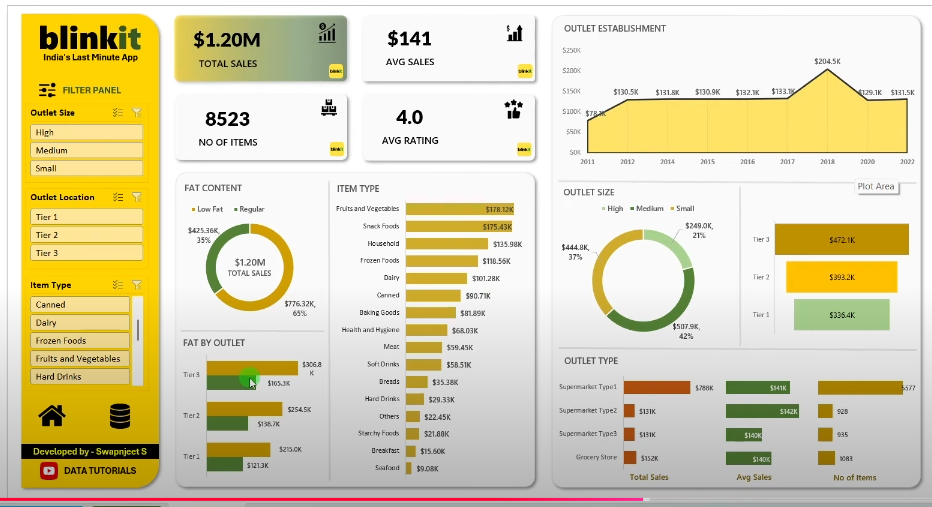 blinkit
India's Last Minute App
FILTER PANEL
Outlet Size
High
Medium
Small
Outlet Location
Tier 1
Tier 2
Tier 3
Item Type
Canned
Dairy
Frozen Foods
Fruits and Vegetables
Hard Drinks
Developed by - Swapnjeet S
DATA TUTORIALS
$1.20M
TOTAL SALES
blinkit
$141
AVG SALES
blinkit
8523
NO OF ITEMS
blinkit
4.0
AVG RATING
blinkit
FAT CONTENT
Low Fat Regular
$425.36K,
35%
$1.20M
TOTAL SALES
$776.32K,
65%
FAT BY OUTLET
Tier 3
$306.8
K
$165.3K
Tier 2
$254.5K
$138.7K
Tier 1
$215.0K
$121.3K
ITEM TYPE
Fruits and Vegetables $178.12K
Snack Foods $175.43K
Household $135.98K
Frozen Foods $118.56K
Dairy $101.28K
Canned $90.71K
Baking Goods $81.89K
Health and Hygiene $68.03K
Meat $59.45K
Soft Drinks $58.51K
Breads $35.38K
Hard Drinks $29.33K
Others $22.45K
Starchy Foods $21.88K
Breakfast $15.60K
Seafood $9.08K
OUTLET ESTABLISHMENT
$250K
$200K
$150K
$100K
$50K
$0K
$130.5K $131.8K $130.9K $132.1K $133.1K $204.5K $129.1K $131.5K
2011 2012 2014 2015 2016 2017 2018 2020 2022
Plot Area
OUTLET SIZE
High Medium Small
$249.0K,
21%
$444.8K,
37%
$507.9K,
42%
Tier 3 $472.1K
Tier 2 $393.2K
Tier 1 $336.4K
OUTLET TYPE
Supermarket Type1 $788K $141K 5577
Supermarket Type2 $131K $142K 928
Supermarket Type3 $131K $140K 935
Grocery Store $152K $140K 1083
Total Sales Avg Sales No of Items